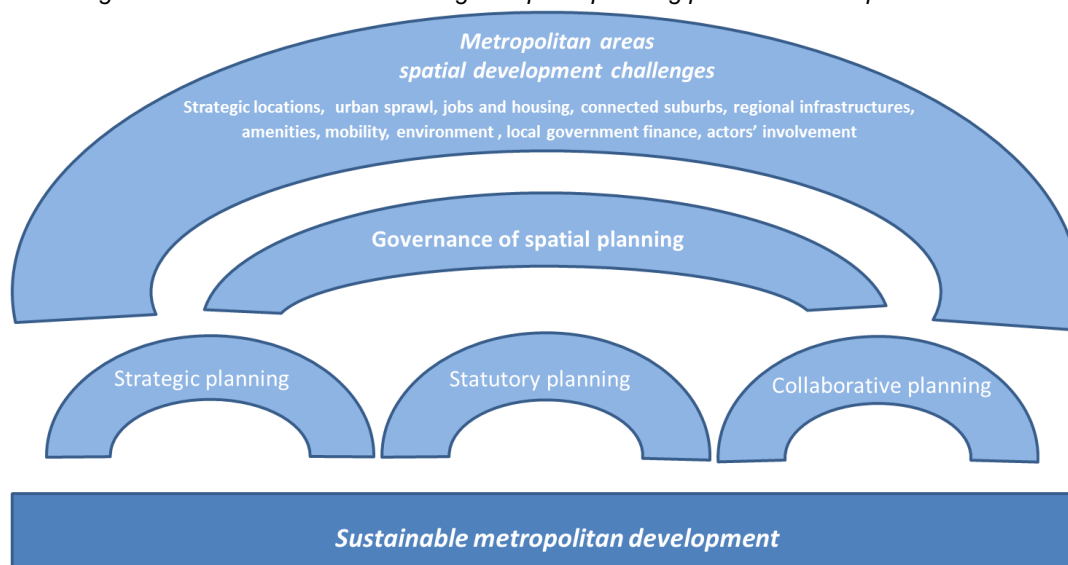 Metropolitan areas
spatial development challenges
Strategic locations, urban sprawl, jobs and housing, connected suburbs, regional infrastructures,
amenities, mobility, environment , local government finance, actors' involvement
Governance of spatial planning
Strategic planning
Statutory planning
Collaborative planning
Sustainable metropolitan development